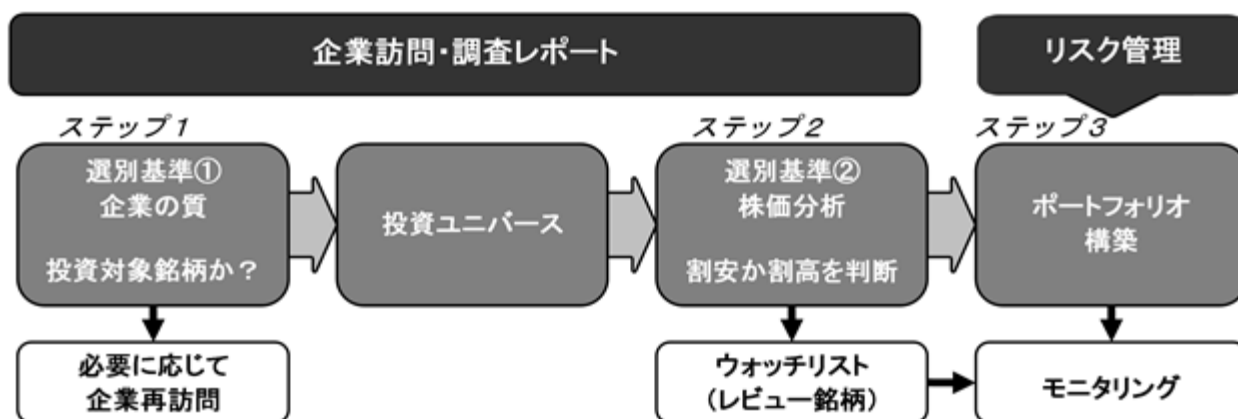 企業訪問・調査レポート
リスク管理
ステップ1
選別基準①
企業の質
投資対象銘柄か？
必要に応じて
企業再訪問
投資ユニバース
ステップ2
選別基準②
株価分析
割安か割高を判断
ウォッチリスト
(レビュー銘柄)
ステップ3
ポートフォリオ
構築
モニタリング